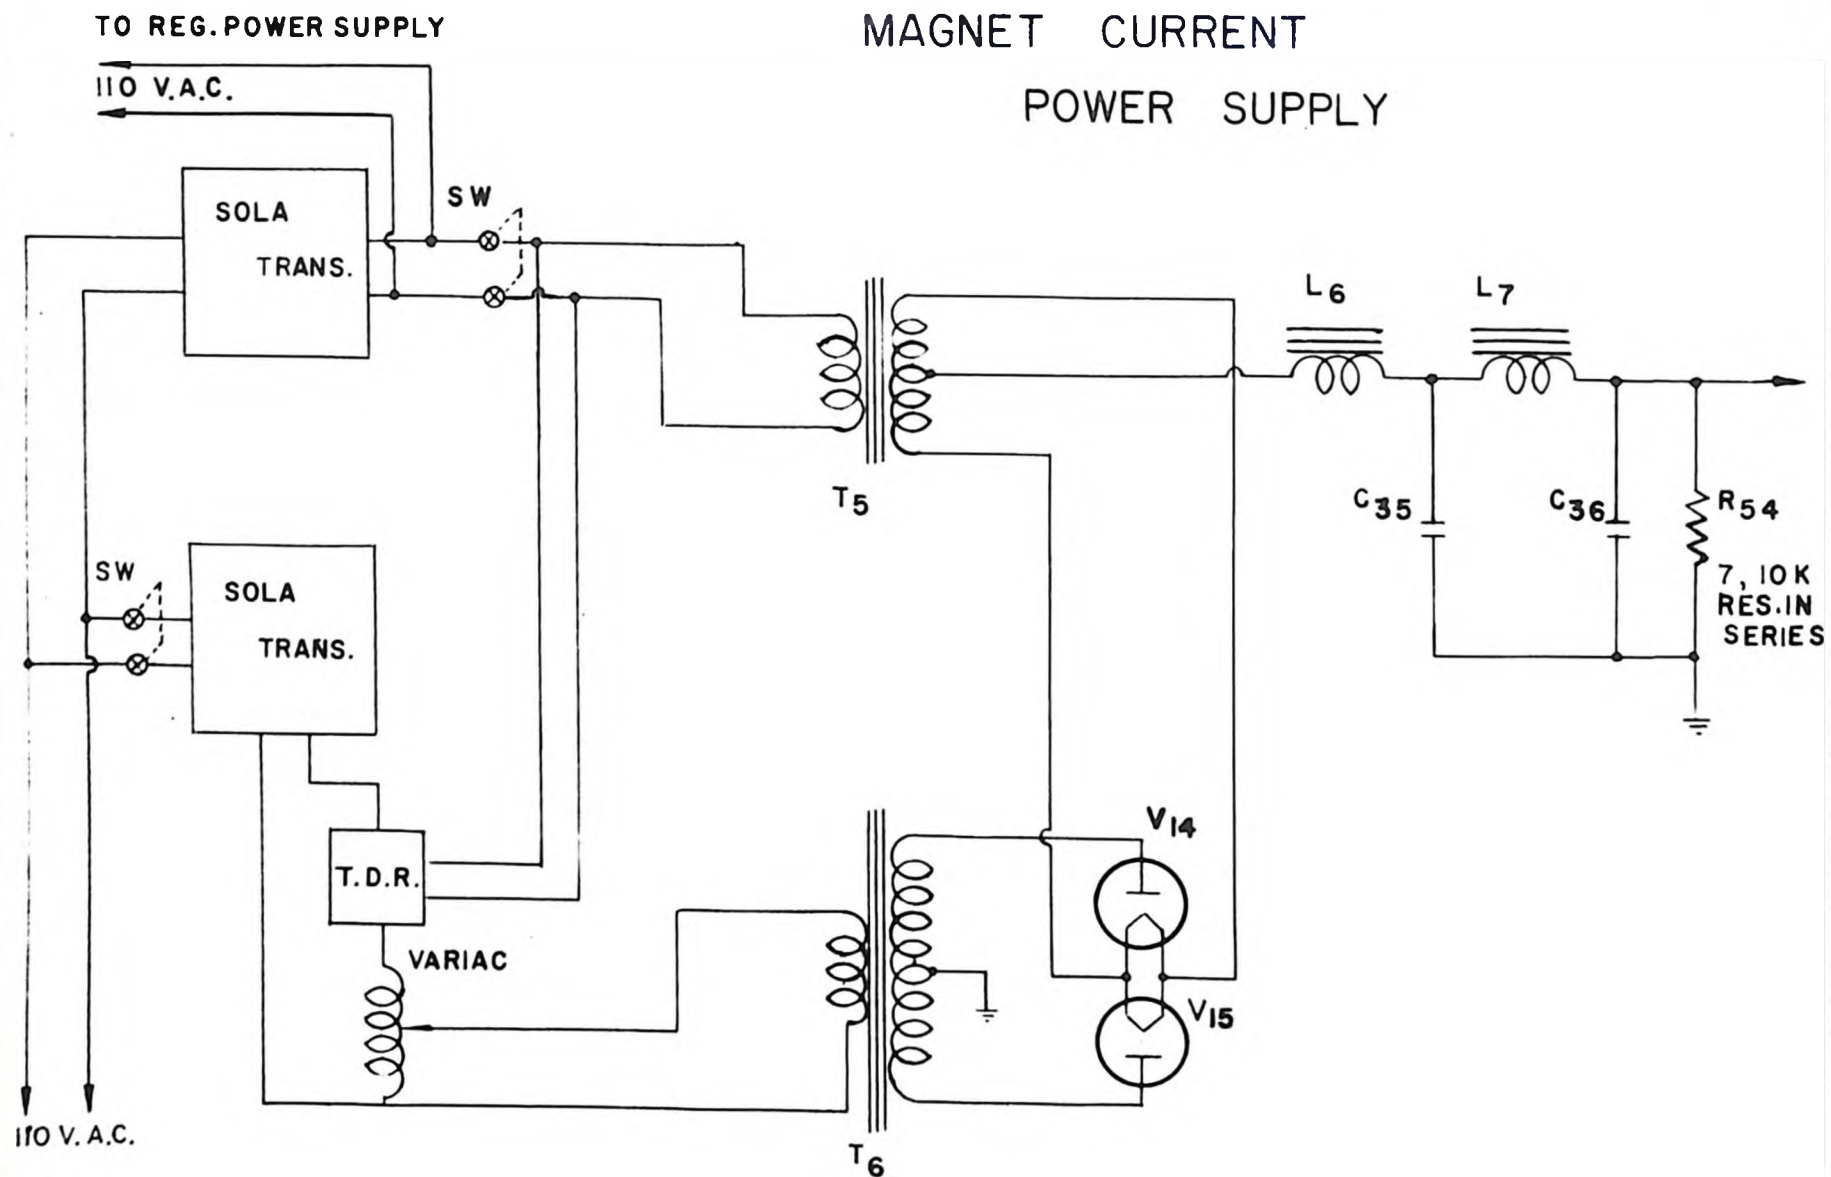 TO REG. POWER SUPPLY
110 V.A.C.
MAGNET CURRENT
POWER SUPPLY
SOLA
TRANS.
SW
L6
L7
T5
C35
C36
R54
7, 10K
RES. IN
SERIES
SW
SOLA
TRANS.
T.D.R.
VARIAC
V14
V15
110 V.A.C.
T6